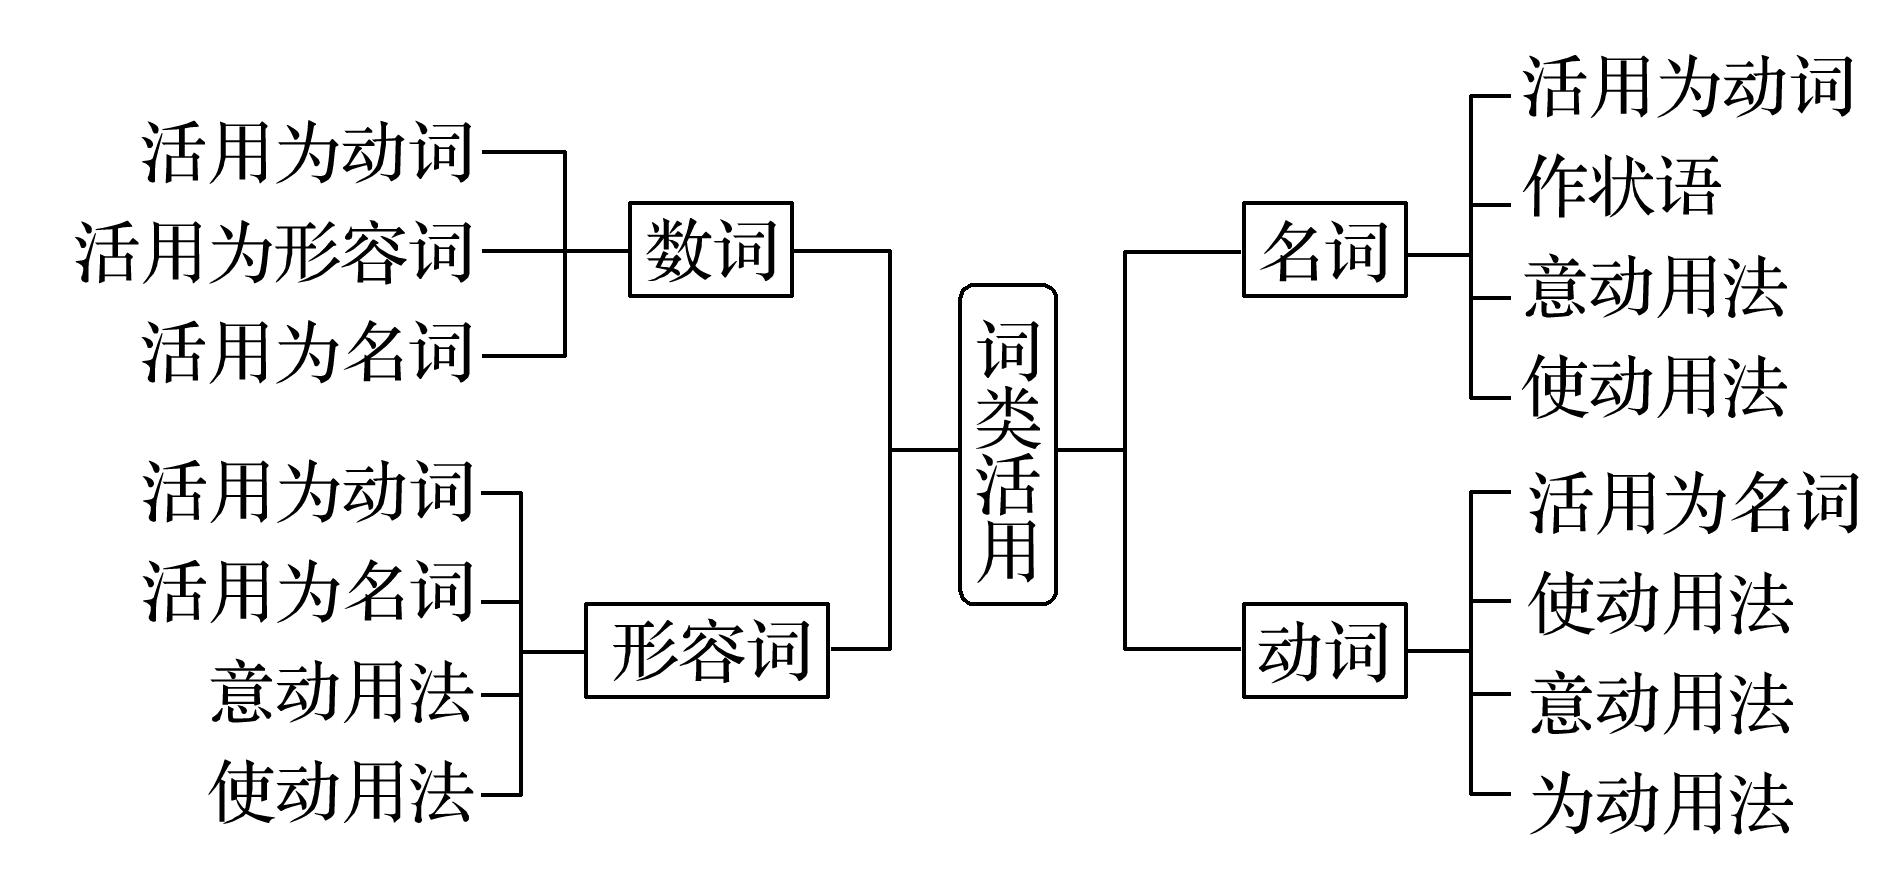 词类活用
数词
活用为动词
活用为形容词
活用为名词
形容词
活用为动词
活用为名词
意动用法
使动用法
名词
活用为动词
作状语
意动用法
使动用法
动词
活用为名词
使动用法
意动用法
为动用法